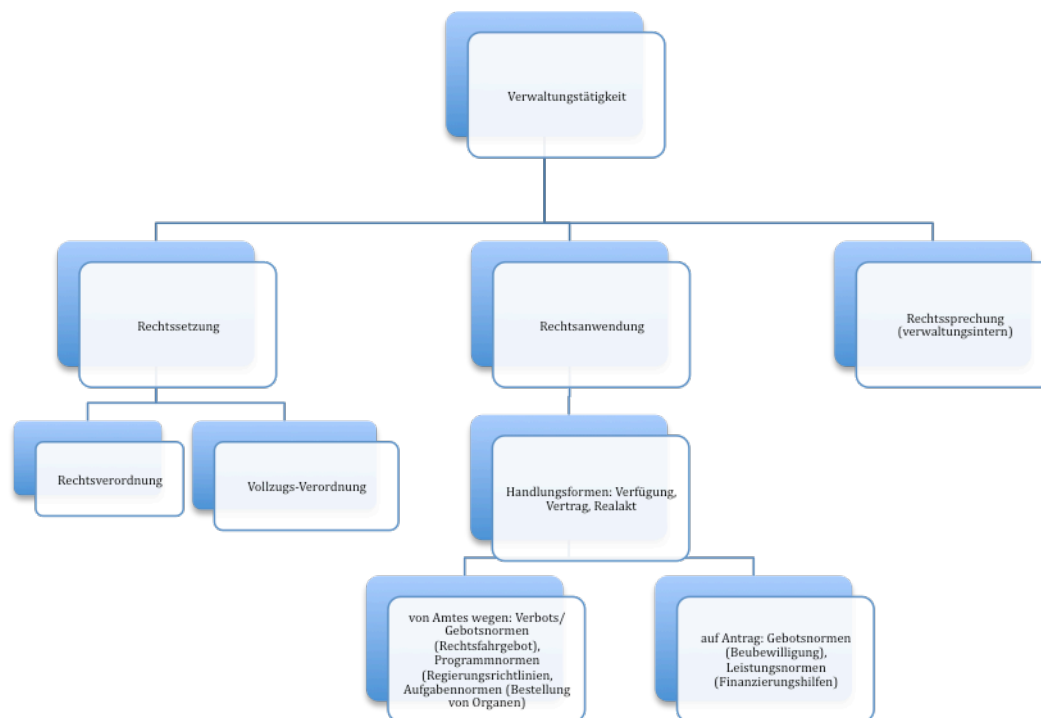 Verwaltungstätigkeit
Rechtssetzung
Rechtsanwendung
Rechtssprechung
(verwaltungsintern)
Rechtsverordnung
Vollzugs-Verordnung
Handlungsformen: Verfügung,
Vertrag, Realakt
von Amtes wegen: Verbots/
Gebotsnormen
(Rechtsfahrgebot),
Programmnormen
(Regierungsrichtlinien,
Aufgabennormen (Bestellung
von Organen)
auf Antrag: Gebotsnormen
(Beubewilligung),
Leistungsnormen
(Finanzierungshilfen)